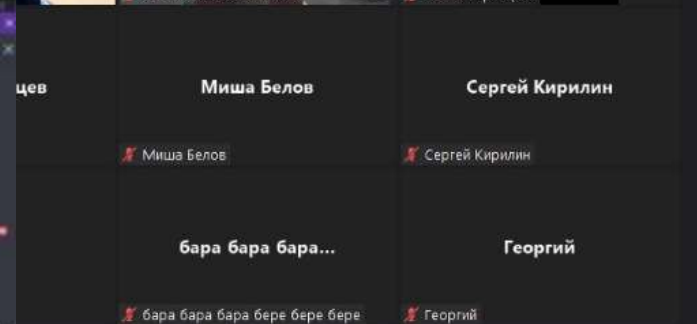 цев
Миша Белов
Сергей Кирилин
Миша Белов
Сергей Кирилин
бара бара бара...
Георгий
бара бара бара бере бере бере
Георгий